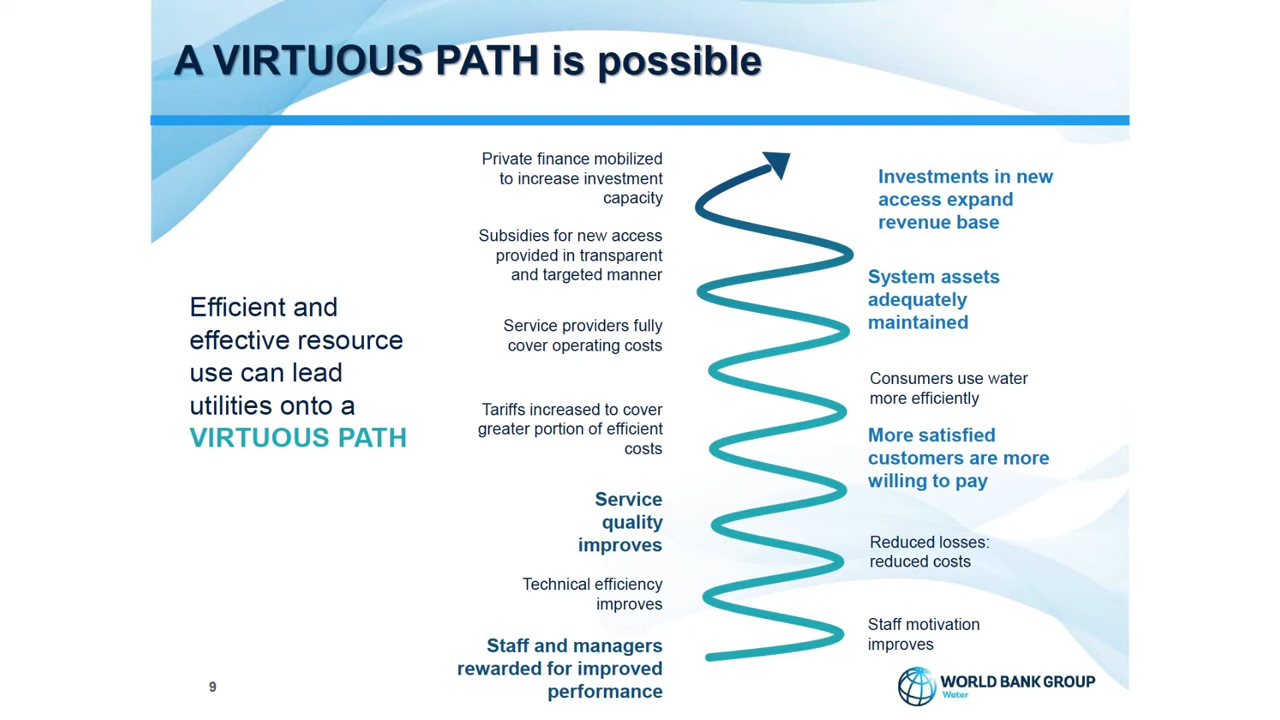 A VIRTUOUS PATH is possible
Efficient and
effective resource
use can lead
utilities onto a
VIRTUOUS PATH
Private finance mobilized
to increase investment
capacity
Subsidies for new access
provided in transparent
and targeted manner
Service providers fully
cover operating costs
Tariffs increased to cover
greater portion of efficient
costs
Service
quality
improves
Technical efficiency
improves
Staff and managers
rewarded for improved
performance
Investments in new
access expand
revenue base
System assets
adequately
maintained
Consumers use water
more efficiently
More satisfied
customers are more
willing to pay
Reduced losses:
reduced costs
Staff motivation
improves
9
WORLD BANK GROUP
Water